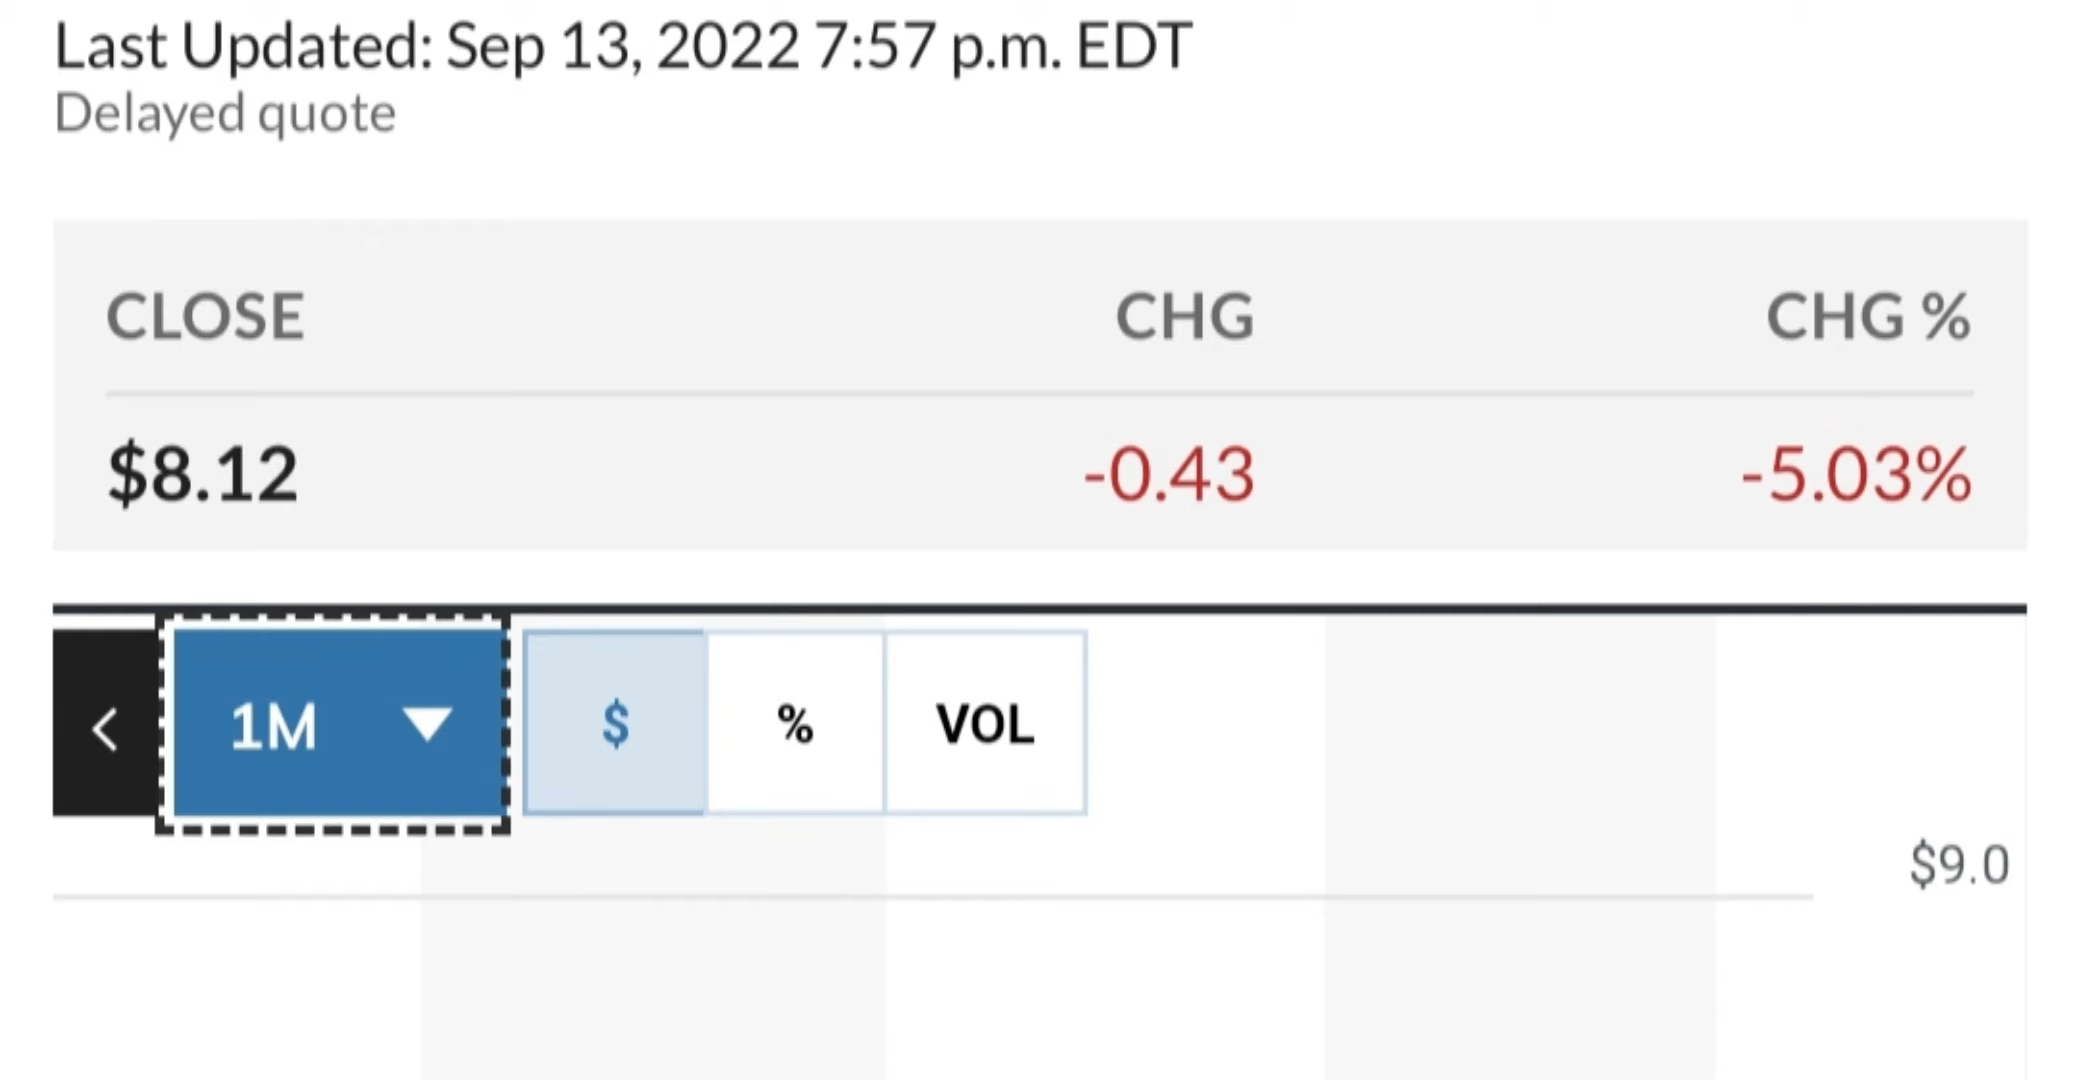 Last Updated: Sep 13, 2022 7:57 p.m. EDT
Delayed quote
CLOSE CHG CHG %
$8.12 -0.43 -5.03%
1M $ % VOL
$9.0